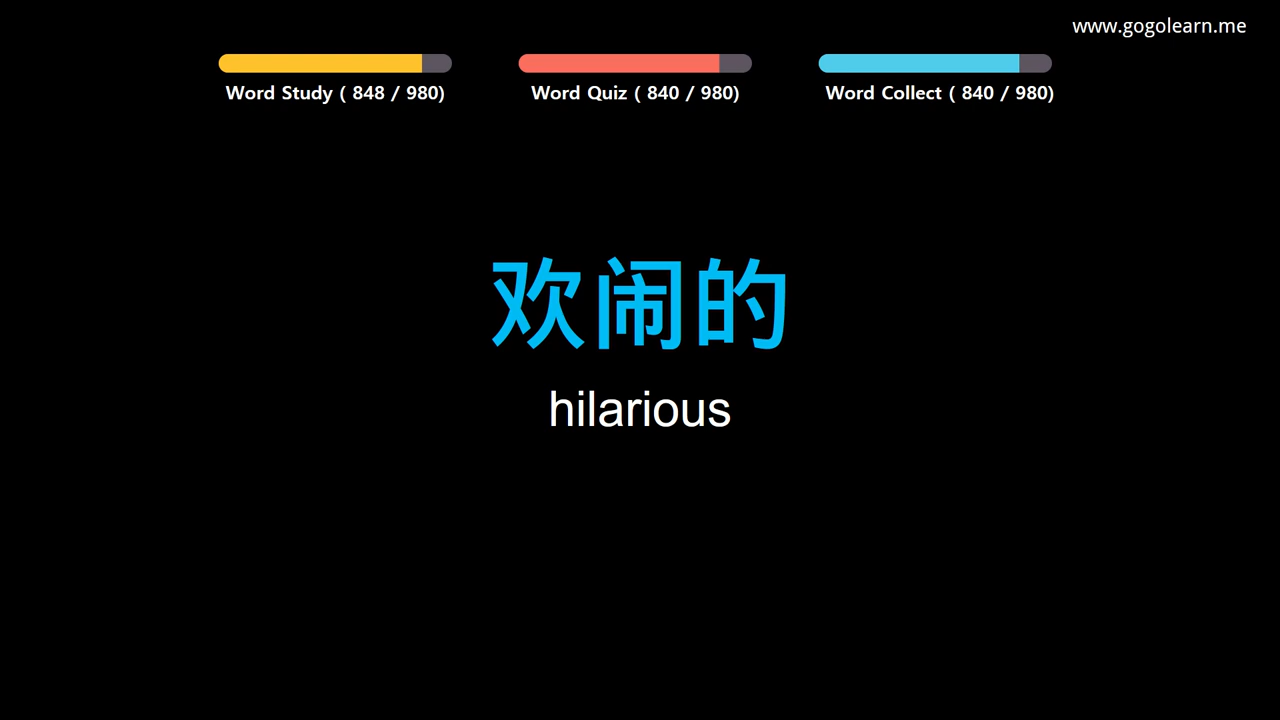 www.gogolearn.me
Word Study ( 848 / 980)
Word Quiz ( 840 / 980)
Word Collect ( 840 / 980)
欢闹的
hilarious